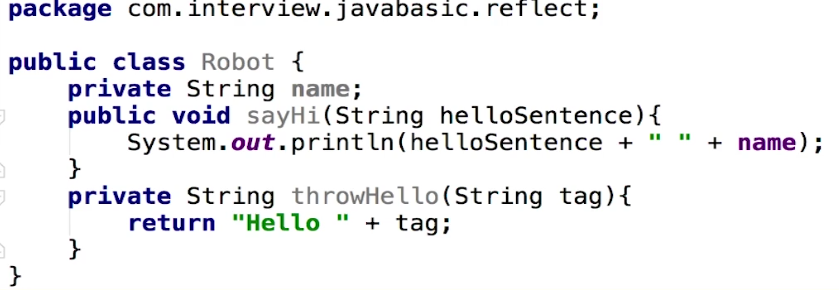 package com.interview.javabasic.reflect;
public class Robot {
    private String name;
    public void sayHi(String helloSentence){
        System.out.println(helloSentence + " " + name);
    }
    private String throwHello(String tag){
        return "Hello " + tag;
    }
}